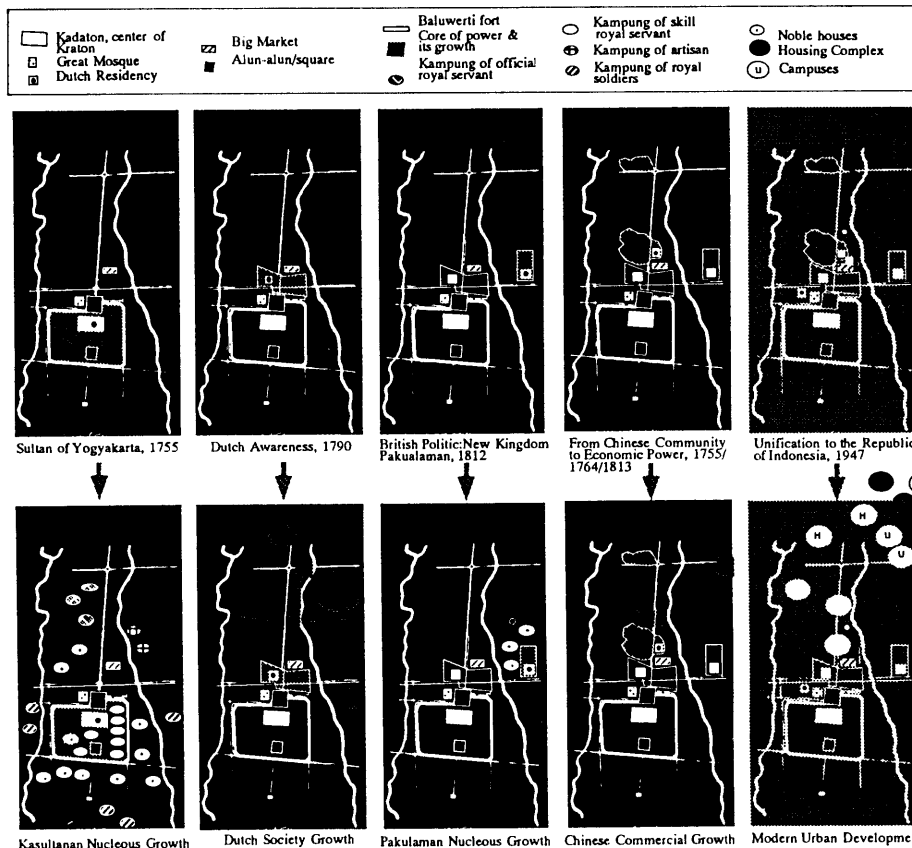 Kadaton, center of
Kraton
Great Mosque
Dutch Residency
Big Market
Alun-alun/square
Baluwerti fort
Core of power &
its growth
Kampung of official
royal servant
Kampung of skill
royal servant
Kampung of artisan
Kampung of royal
soldiers
Noble houses
Housing Complex
U
Campuses
Sultan of Yogyakarta, 1755
Dutch Awareness, 1790
British Politic:New Kingdom
Pakualaman, 1812
From Chinese Community
to Economic Power, 1755/
1764/1813
Unification to the Republic
of Indonesia, 1947
H
H
U
U
Kasultanan Nucleous Growth
Dutch Society Growth
Pakulaman Nucleous Growth
Chinese Commercial Growth
Modern Urban Developme